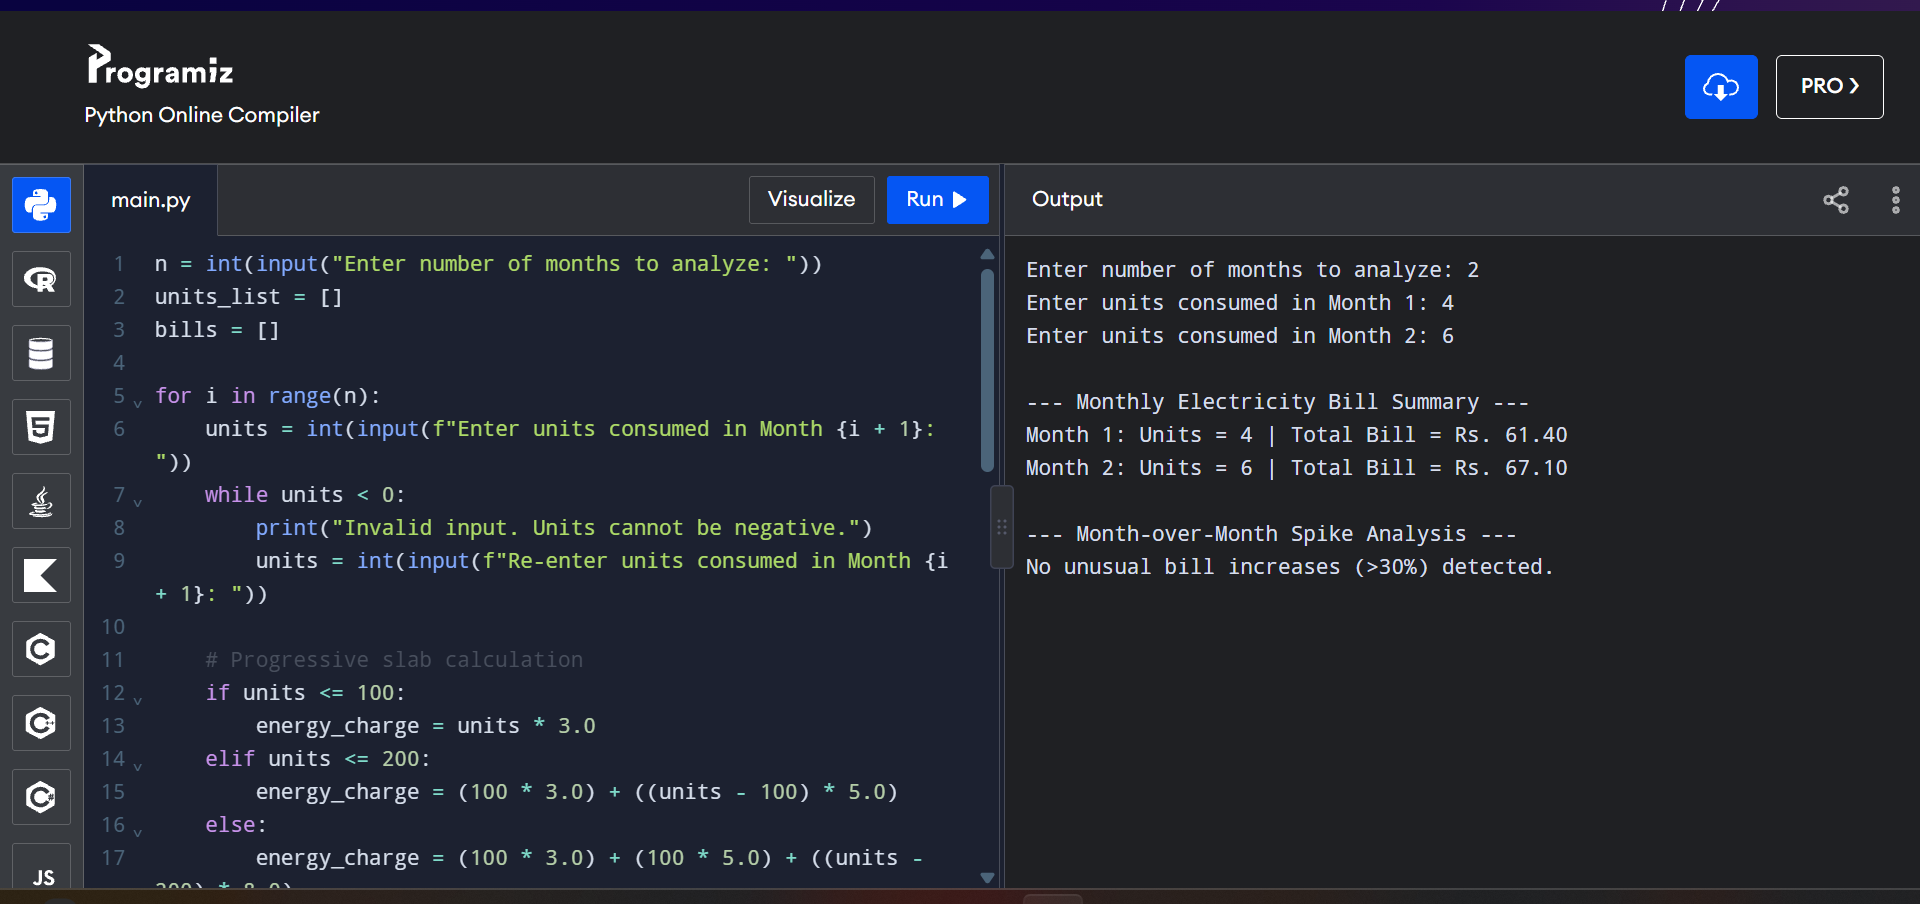 Programiz
Python Online Compiler
PRO ❯
main.py
Visualize
Run
Output
1 n = int(input("Enter number of months to analyze: "))
2 units_list = []
3 bills = []
4
5 for i in range(n):
6     units = int(input(f"Enter units consumed in Month {i + 1}:
"))
7     while units < 0:
8         print("Invalid input. Units cannot be negative.")
9         units = int(input(f"Re-enter units consumed in Month {i
+ 1}: "))
10
11     # Progressive slab calculation
12     if units <= 100:
13         energy_charge = units * 3.0
14     elif units <= 200:
15         energy_charge = (100 * 3.0) + ((units - 100) * 5.0)
16     else:
17         energy_charge = (100 * 3.0) + (100 * 5.0) + ((units -
200) * 8.0)
JS
Enter number of months to analyze: 2
Enter units consumed in Month 1: 4
Enter units consumed in Month 2: 6
--- Monthly Electricity Bill Summary ---
Month 1: Units = 4 | Total Bill = Rs. 61.40
Month 2: Units = 6 | Total Bill = Rs. 67.10
--- Month-over-Month Spike Analysis ---
No unusual bill increases (>30%) detected.